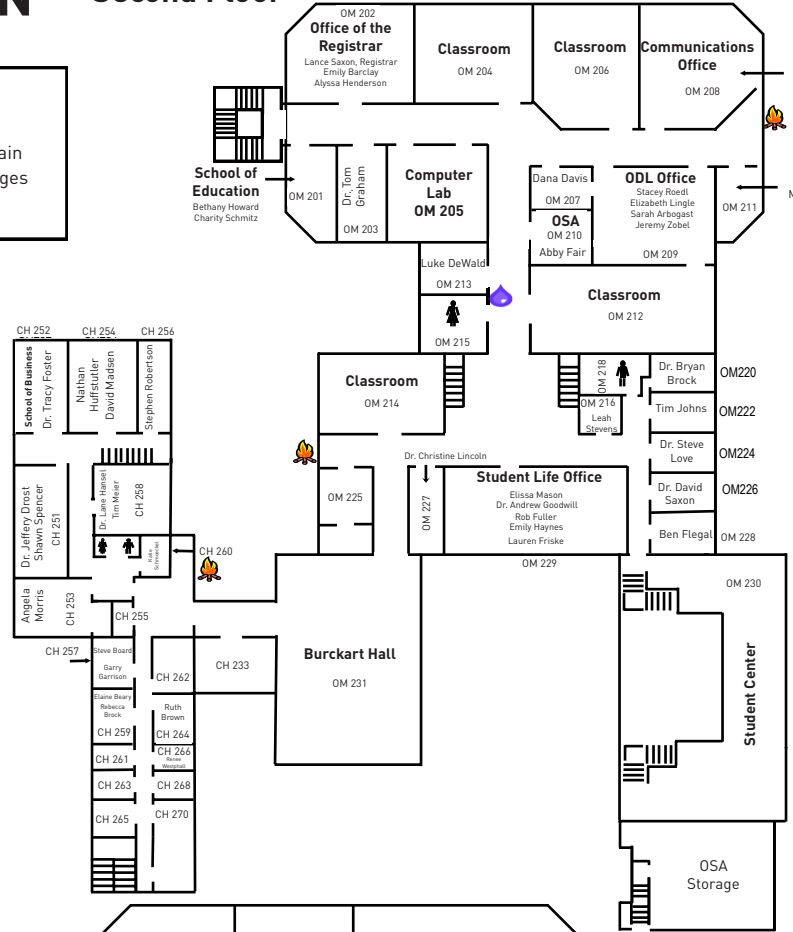 N
Second Floor
ain
ges
OM 202
Office of the
Registrar
Lance Saxon, Registrar
Emily Barclay
Alyssa Henderson
Classroom
OM 204
Classroom
OM 206
Communications
Office
OM 208
School of
Education
Bethany Howard
Charity Schmitz
OM 201
Dr. Tom
Graham
OM 203
Computer
Lab
OM 205
Dana Davis
OM 207
OSA
OM 210
Abby Fair
ODL Office
Stacey Roedl
Elizabeth Lingle
Sarah Arbogast
Jeremy Zobel
OM 209
OM 211
Luke DeWald
OM 213
OM 215
Classroom
OM 212
Classroom
OM 214
OM 218
OM 216
Leah
Stevens
Dr. Bryan
Brock
OM220
Tim Johns
OM222
Dr. Steve
Love
OM224
Dr. David
Saxon
OM226
Ben Flegal
OM 228
OM 225
Dr. Christine Lincoln
OM 227
Student Life Office
Elissa Mason
Dr. Andrew Goodwill
Rob Fuller
Emily Haynes
Lauren Friske
OM 229
OM 230
Student Center
Burckart Hall
OM 231
OSA
Storage
CH 252
CH 254
CH 256
School of Business
Dr. Tracy Foster
Nathan
Huffstutler
David Madsen
Stephen Robertson
Dr. Jeffery Drost
Shawn Spencer
CH 251
Dr. Lane Hansel
Tim Meier
CH 258
CH 260
Angela
Morris
CH 253
CH 255
CH 257
Steve Board
Garry
Garrison
CH 262
CH 233
Elaine Beary
Rebecca
Brock
CH 259
Ruth
Brown
CH 264
CH 261
CH 266
Renee
Westphall
CH 263
CH 268
CH 265
CH 270